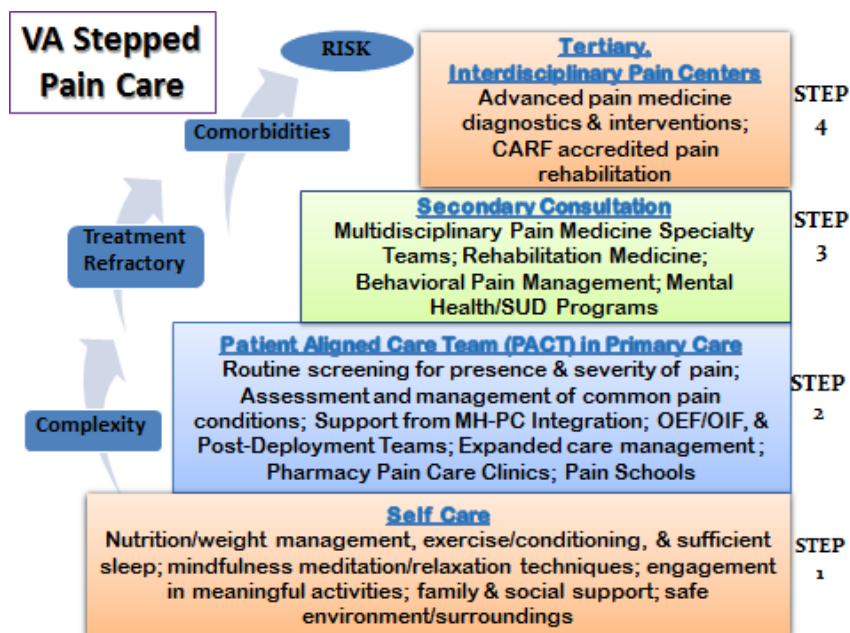 VA Stepped
Pain Care
RISK
Tertiary,
Interdisciplinary Pain Centers
Advanced pain medicine
diagnostics & interventions;
CARF accredited pain
rehabilitation
STEP
4
Comorbidities
Secondary Consultation
Multidisciplinary Pain Medicine Specialty
Teams; Rehabilitation Medicine;
Behavioral Pain Management; Mental
Health/SUD Programs
STEP
3
Treatment
Refractory
Patient Aligned Care Team (PACT) in Primary Care
Routine screening for presence & severity of pain;
Assessment and management of common pain
conditions; Support from MH-PC Integration; OEF/OIF, &
Post-Deployment Teams; Expanded care management ;
Pharmacy Pain Care Clinics; Pain Schools
STEP
2
Complexity
Self Care
Nutrition/weight management, exercise/conditioning, & sufficient
sleep; mindfulness meditation/relaxation techniques; engagement
in meaningful activities; family & social support; safe
environment/surroundings
STEP
1